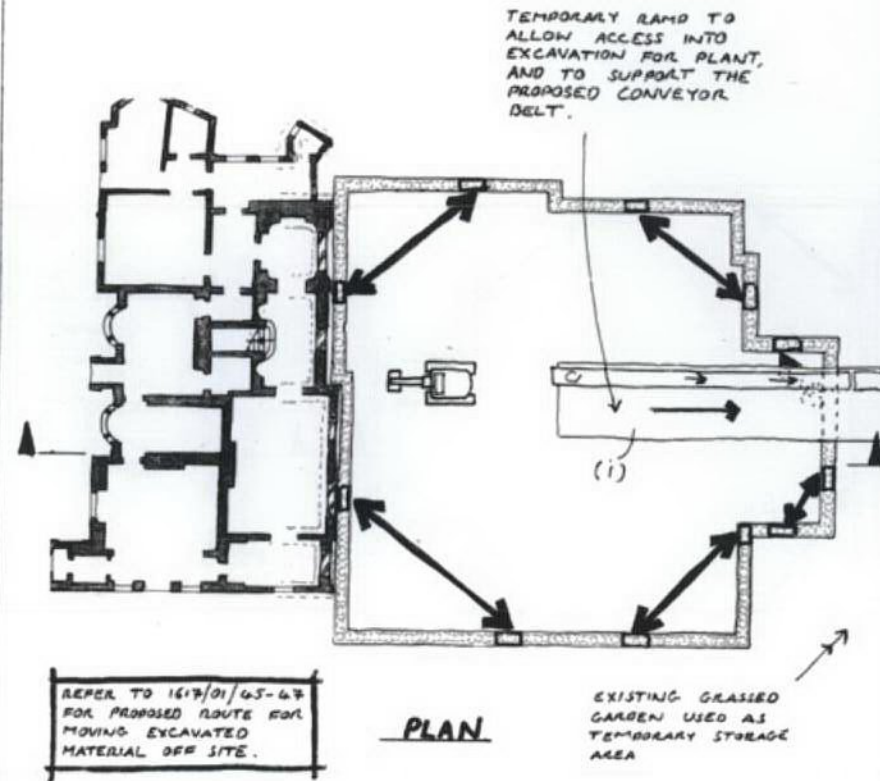 TEMPORARY RAMP TO
ALLOW ACCESS INTO
EXCAVATION FOR PLANT,
AND TO SUPPORT THE
PROPOSED CONVEYOR
BELT.
(i)
REFER TO 1617/01/45-47
FOR PROPOSED ROUTE FOR
MOVING EXCAVATED
MATERIAL OFF SITE.
PLAN
EXISTING GRASSED
GARDEN USED AS
TEMPORARY STORAGE
AREA